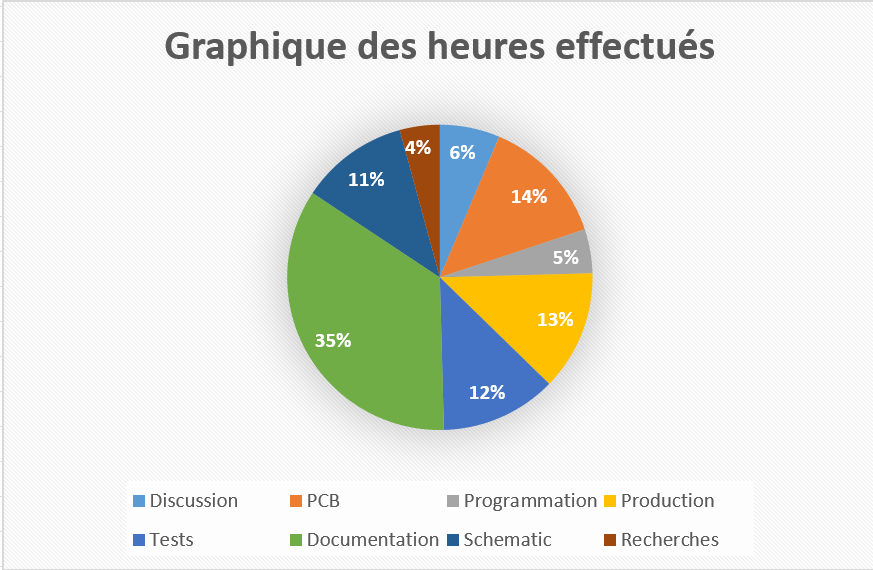 Graphique des heures effectués
4%
6%
11%
14%
5%
13%
35%
12%
Discussion PCB Programmation Production
Tests Documentation Schematic Recherches